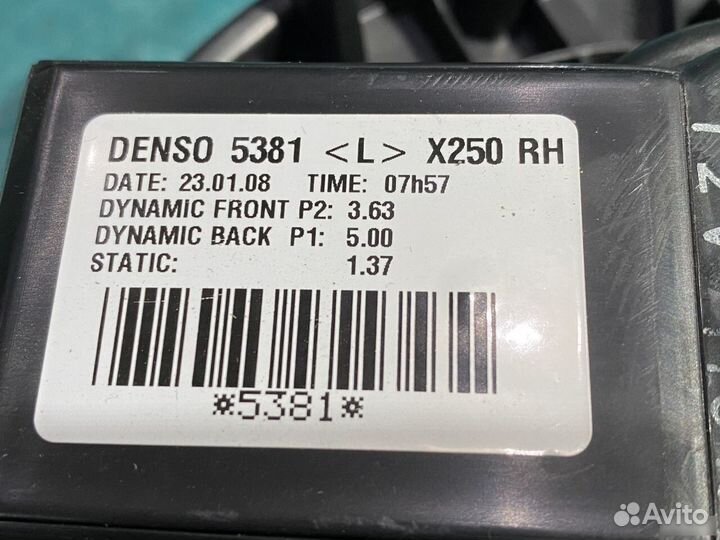 DENSO 5381 <L> X250 RH
DATE: 23.01.08 TIME: 07h57
DYNAMIC FRONT P2: 3.63
DYNAMIC BACK P1: 5.00
STATIC: 1.37
*5381*
Avito